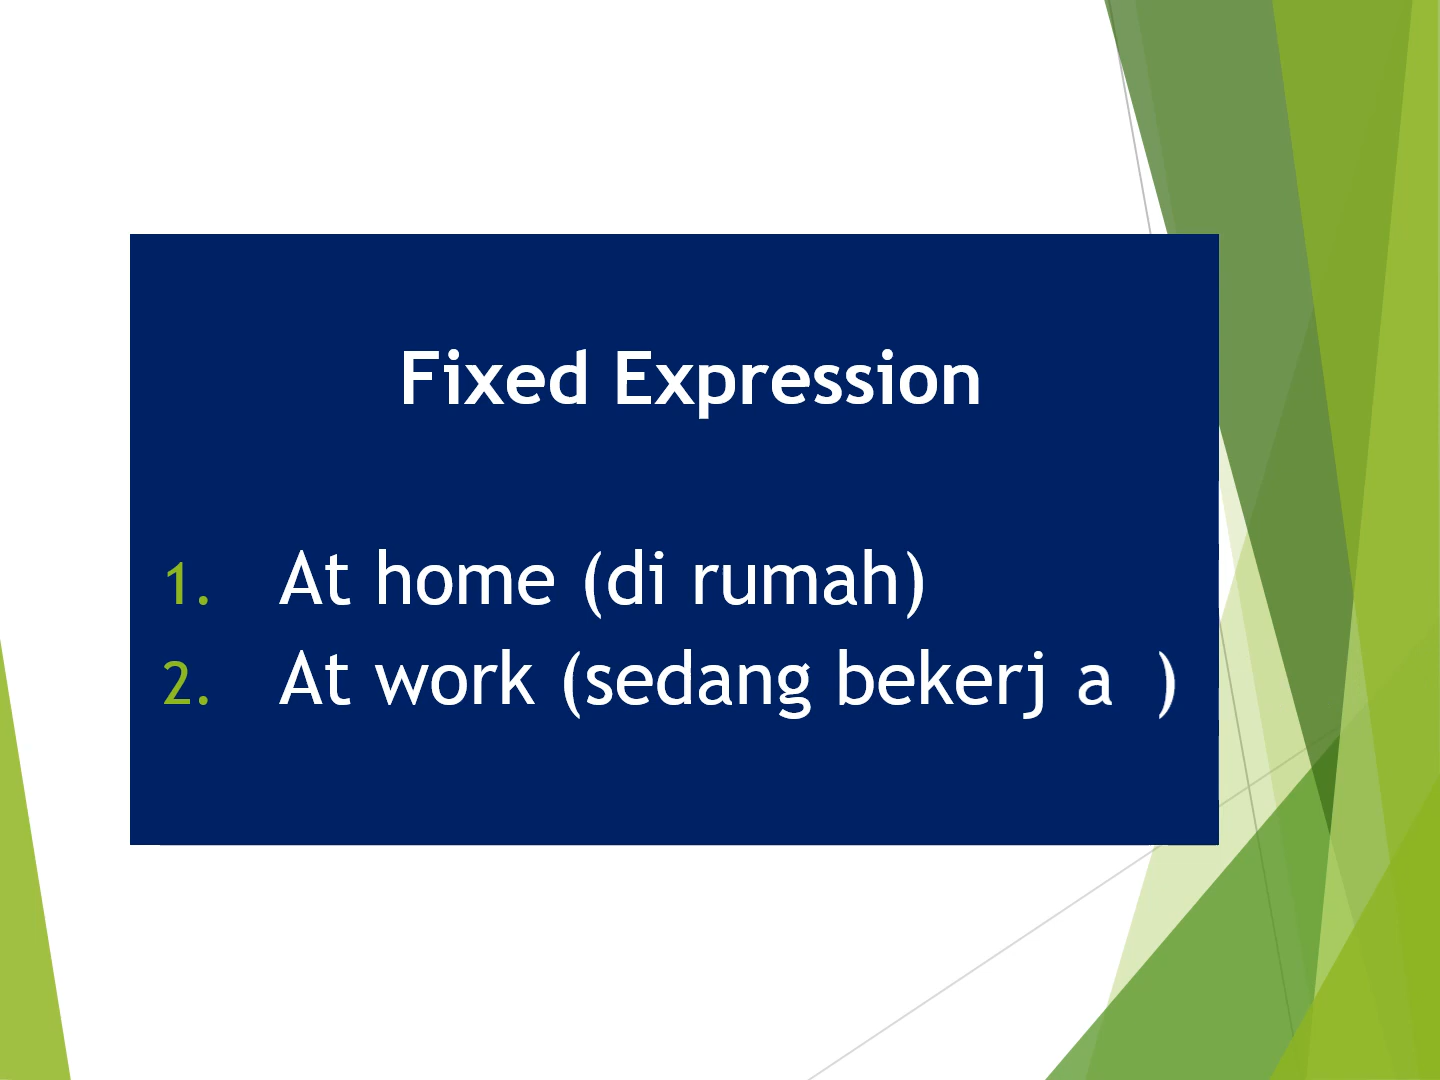 Fixed Expression
1. At home (di rumah)
2. At work (sedang bekerj a )